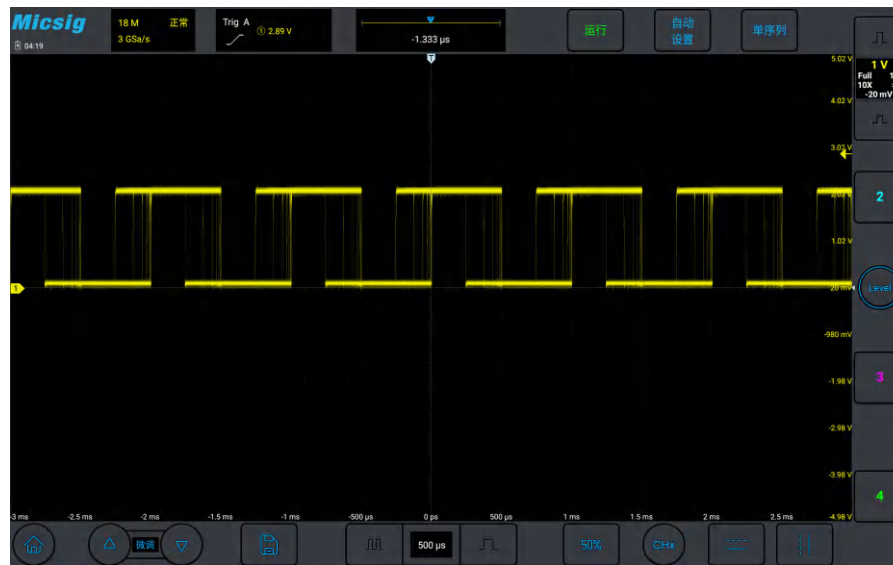 Micsig
04:19
18 M 正常
3 GSa/s
Trig A
① 2.89 V
-1.333 µs
运行
自动
设置
单序列
T
5.02 V
4.02 V
3.02 V
1.02 V
20 mV
-980 mV
-1.98 V
-2.98 V
-3.98 V
-4.98 V
1 V
Full 1
10X
-20 mV
2
Level
3
4
1
-3 ms -2.5 ms -2 ms -1.5 ms -1 ms -500 µs 0 ps 500 µs 1 ms 1.5 ms 2 ms 2.5 ms
微调
500 µs
50%
CHx